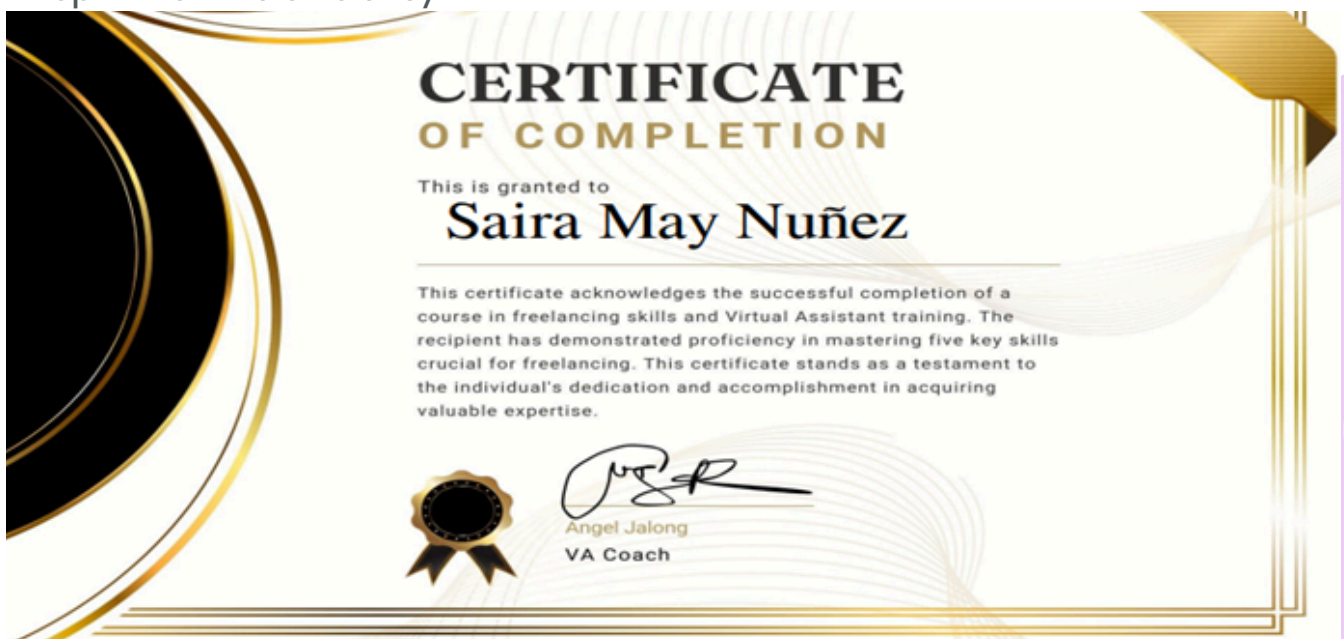 CERTIFICATE
OF COMPLETION
This is granted to
Saira May Nuñez
This certificate acknowledges the successful completion of a
course in freelancing skills and Virtual Assistant training. The
recipient has demonstrated proficiency in mastering five key skills
crucial for freelancing. This certificate stands as a testament to
the individual's dedication and accomplishment in acquiring
valuable expertise.
Angel Jalong
VA Coach